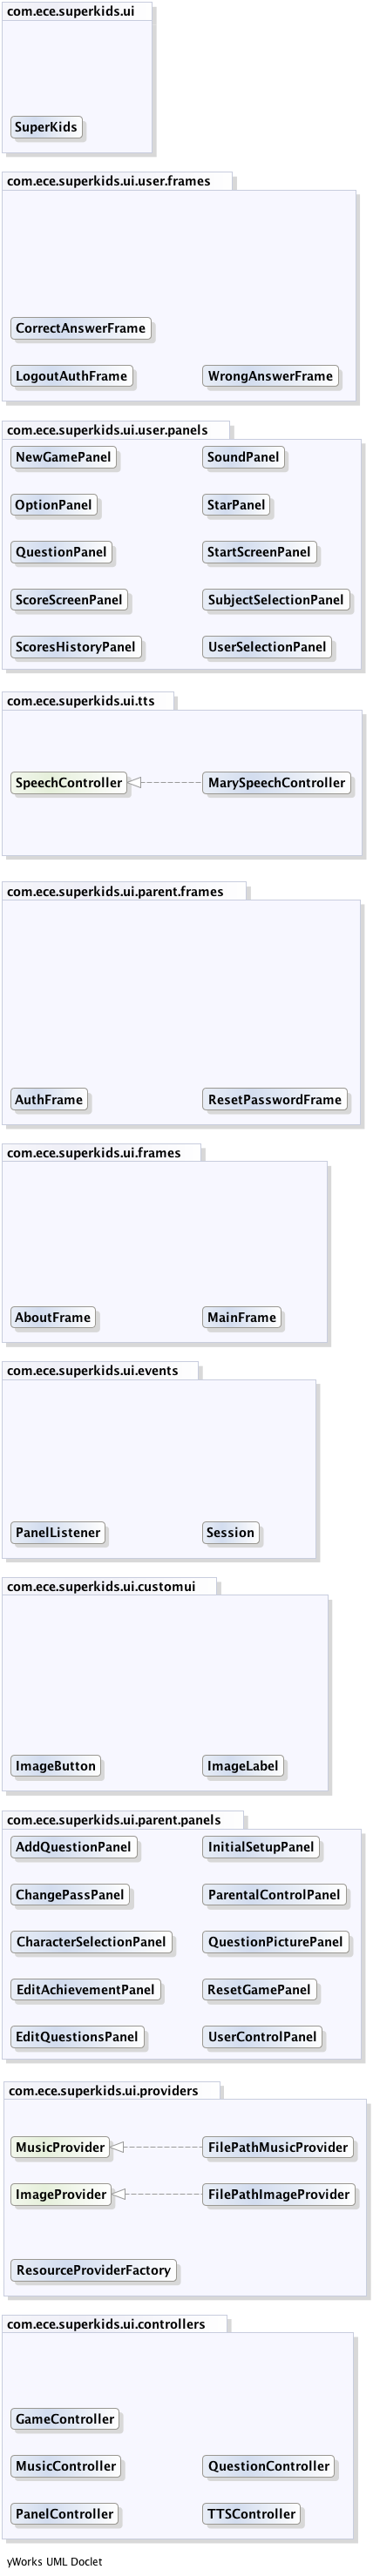 com.ece.superkids.ui
SuperKids
com.ece.superkids.ui.user.frames
CorrectAnswerFrame
LogoutAuthFrame WrongAnswerFrame
com.ece.superkids.ui.user.panels
NewGamePanel SoundPanel
OptionPanel StarPanel
QuestionPanel StartScreenPanel
ScoreScreenPanel SubjectSelectionPanel
ScoresHistoryPanel UserSelectionPanel
com.ece.superkids.ui.tts
SpeechController MarySpeechController
com.ece.superkids.ui.parent.frames
AuthFrame ResetPasswordFrame
com.ece.superkids.ui.frames
AboutFrame MainFrame
com.ece.superkids.ui.events
PanelListener Session
com.ece.superkids.ui.customui
ImageButton ImageLabel
com.ece.superkids.ui.parent.panels
AddQuestionPanel InitialSetupPanel
ChangePassPanel ParentalControlPanel
CharacterSelectionPanel QuestionPicturePanel
EditAchievementPanel ResetGamePanel
EditQuestionsPanel UserControlPanel
com.ece.superkids.ui.providers
MusicProvider FilePathMusicProvider
ImageProvider FilePathImageProvider
ResourceProviderFactory
com.ece.superkids.ui.controllers
GameController
MusicController QuestionController
PanelController TTSController
yWorks UML Doclet